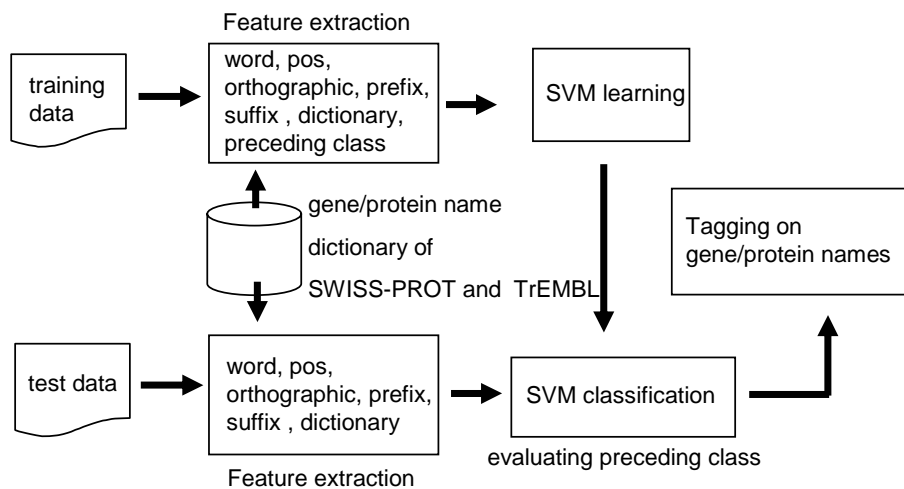 Feature extraction
training
data
word, pos,
orthographic, prefix,
suffix , dictionary,
preceding class
SVM learning
gene/protein name
dictionary of
SWISS-PROT and TrEMBL
Tagging on
gene/protein names
test data
word, pos,
orthographic, prefix,
suffix , dictionary
Feature extraction
SVM classification
evaluating preceding class